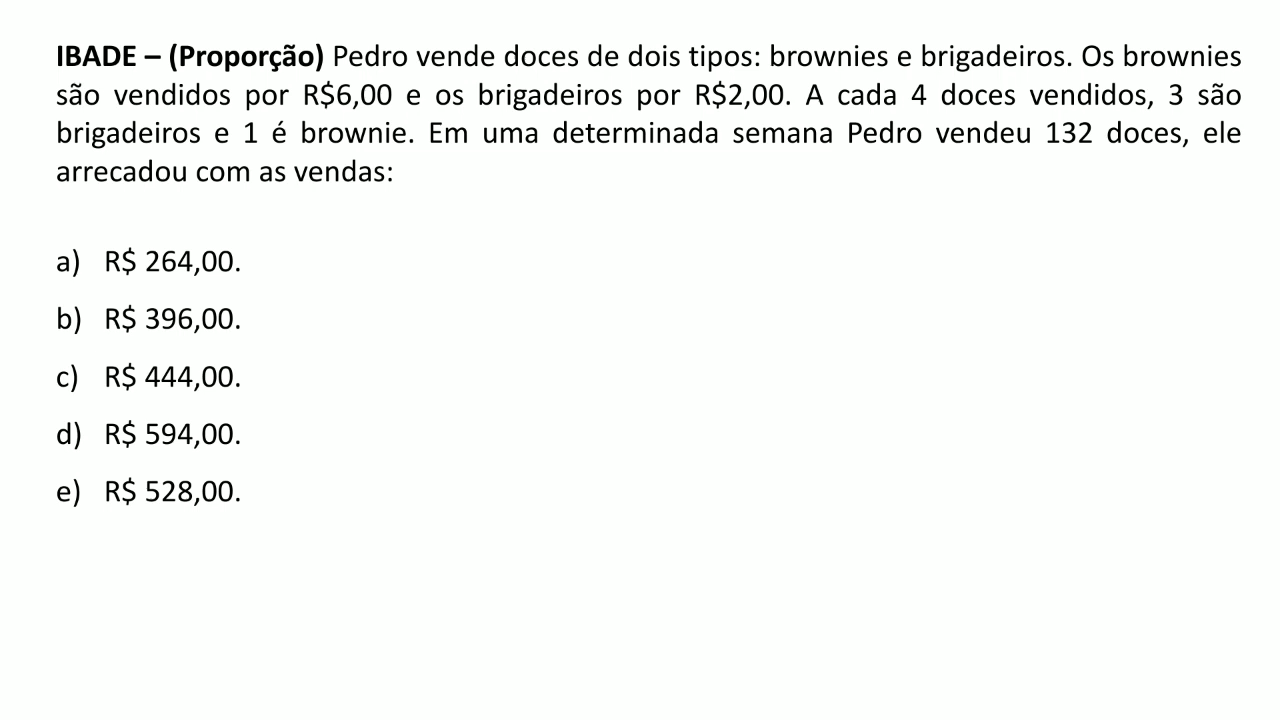 IBADE – (Proporção) Pedro vende doces de dois tipos: brownies e brigadeiros. Os brownies
são vendidos por R$6,00 e os brigadeiros por R$2,00. A cada 4 doces vendidos, 3 são
brigadeiros e 1 é brownie. Em uma determinada semana Pedro vendeu 132 doces, ele
arrecadou com as vendas:
a) R$ 264,00.
b) R$ 396,00.
c) R$ 444,00.
d) R$ 594,00.
e) R$ 528,00.